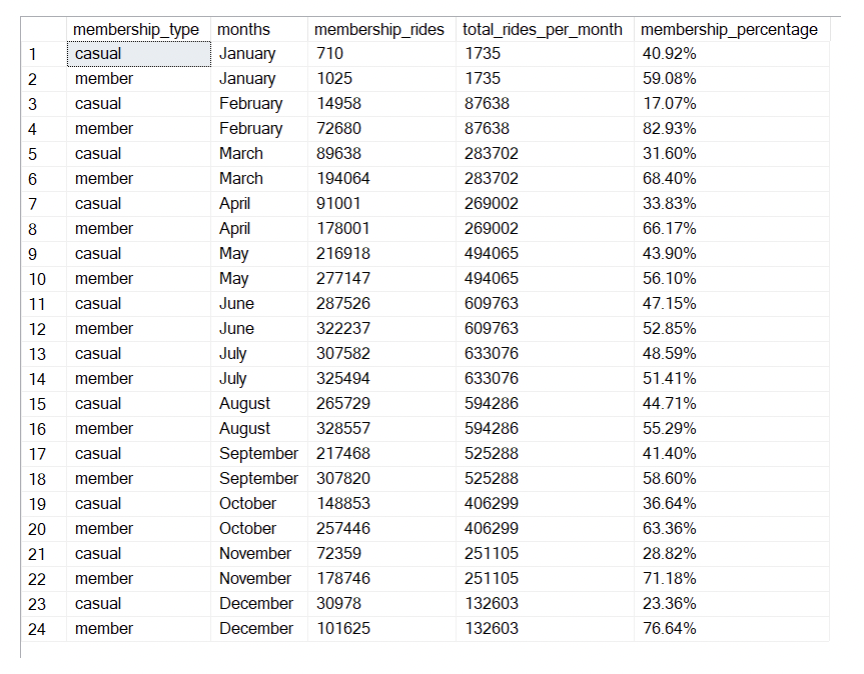 membership_type months membership_rides total_rides_per_month membership_percentage
1 casual January 710 1735 40.92%
2 member January 1025 1735 59.08%
3 casual February 14958 87638 17.07%
4 member February 72680 87638 82.93%
5 casual March 89638 283702 31.60%
6 member March 194064 283702 68.40%
7 casual April 91001 269002 33.83%
8 member April 178001 269002 66.17%
9 casual May 216918 494065 43.90%
10 member May 277147 494065 56.10%
11 casual June 287526 609763 47.15%
12 member June 322237 609763 52.85%
13 casual July 307582 633076 48.59%
14 member July 325494 633076 51.41%
15 casual August 265729 594286 44.71%
16 member August 328557 594286 55.29%
17 casual September 217468 525288 41.40%
18 member September 307820 525288 58.60%
19 casual October 148853 406299 36.64%
20 member October 257446 406299 63.36%
21 casual November 72359 251105 28.82%
22 member November 178746 251105 71.18%
23 casual December 30978 132603 23.36%
24 member December 101625 132603 76.64%